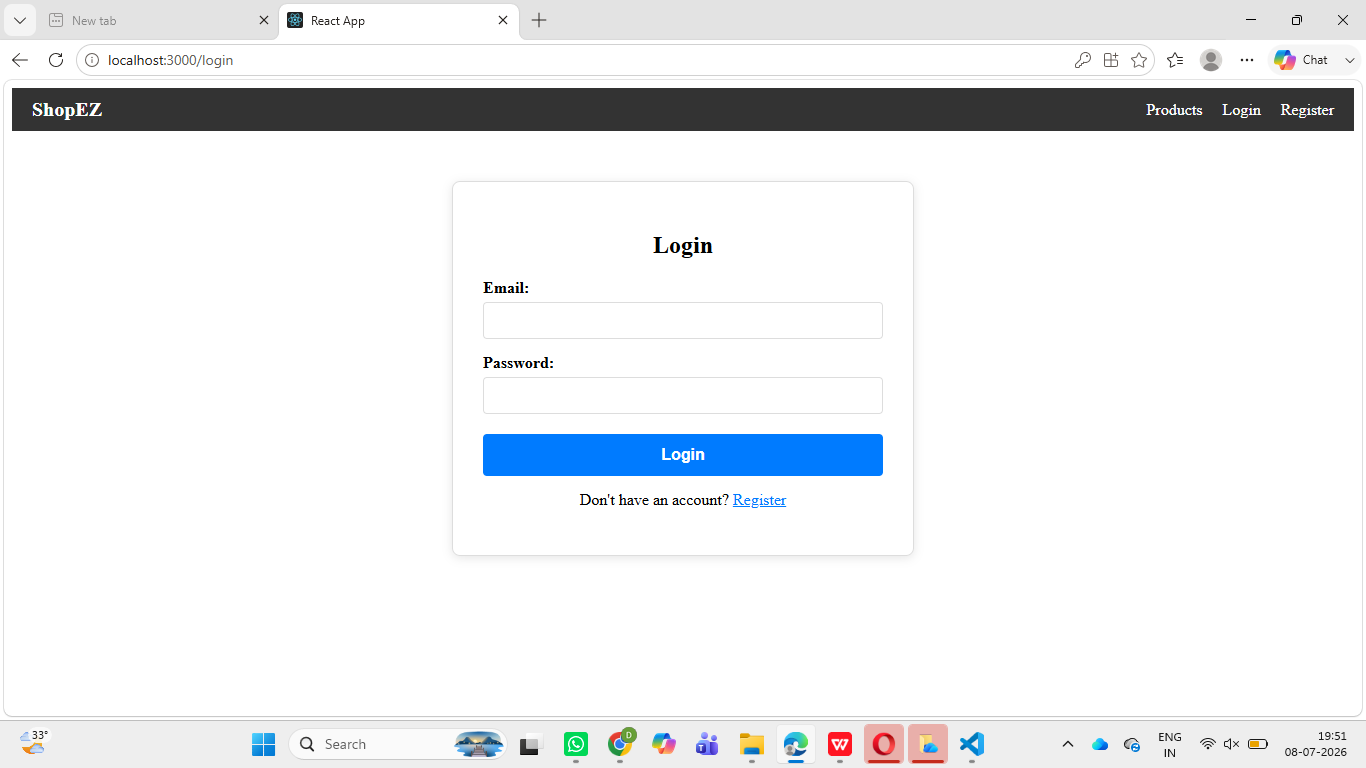 New tab
React App
localhost:3000/login
Chat
ShopEZ
Products Login Register
Login
Email:
Password:
Login
Don't have an account? Register
33°
Search
D
ENG
IN
19:51
08-07-2026